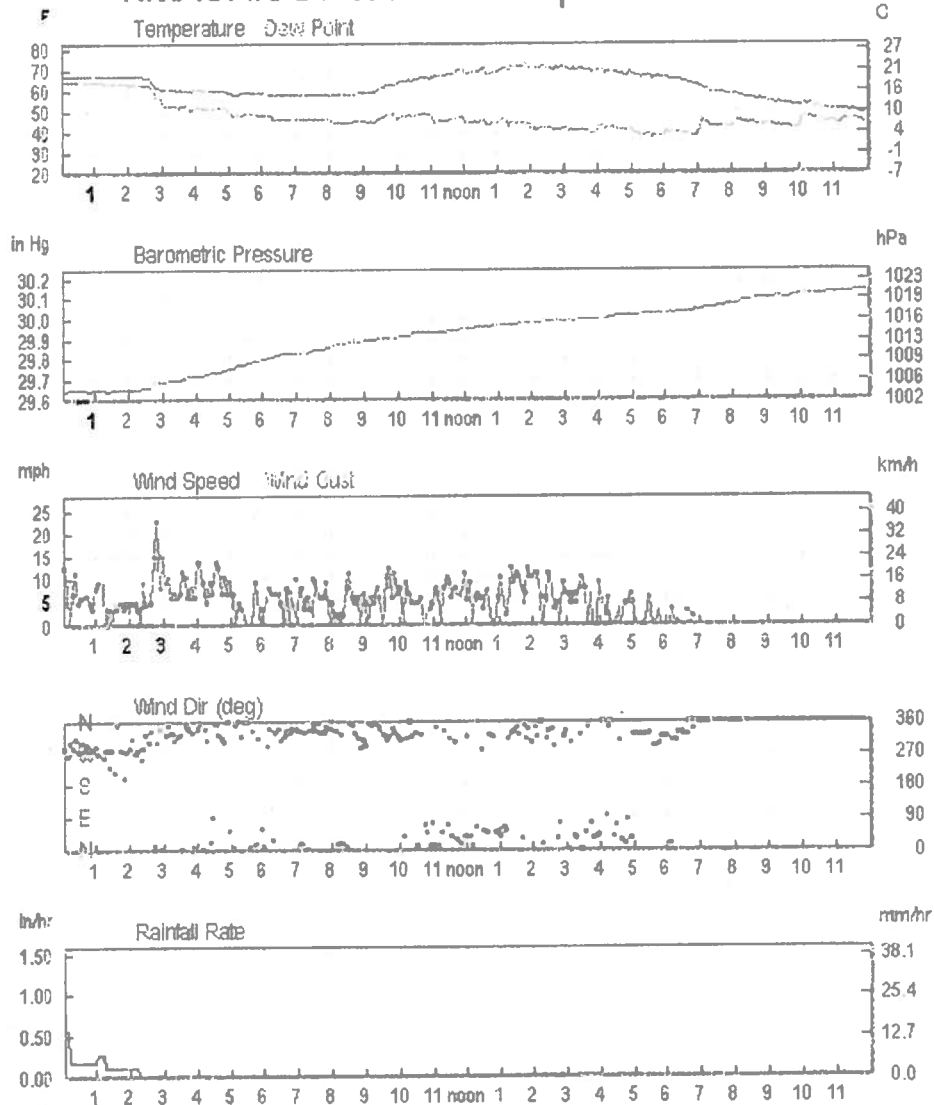 F C
Temperature Dew Point
80 27
70 21
60 16
50 10
40 4
30 -1
20 -7
1 2 3 4 5 6 7 8 9 10 11 noon 1 2 3 4 5 6 7 8 9 10 11
in Hg hPa
Barometric Pressure
30.2 1023
30.1 1019
30.0 1016
29.9 1013
29.8 1009
29.7 1006
29.6 1002
1 2 3 4 5 6 7 8 9 10 11 noon 1 2 3 4 5 6 7 8 9 10 11
mph km/h
Wind Speed Wind Gust
25 40
20 32
15 24
10 16
5 8
0 0
1 2 3 4 5 6 7 8 9 10 11 noon 1 2 3 4 5 6 7 8 9 10 11
Wind Dir (deg)
N 360
W 270
S 180
E 90
N 0
1 2 3 4 5 6 7 8 9 10 11 noon 1 2 3 4 5 6 7 8 9 10 11
in/hr mm/hr
Rainfall Rate
1.50 38.1
1.00 25.4
0.50 12.7
0.00 0.0
1 2 3 4 5 6 7 8 9 10 11 noon 1 2 3 4 5 6 7 8 9 10 11